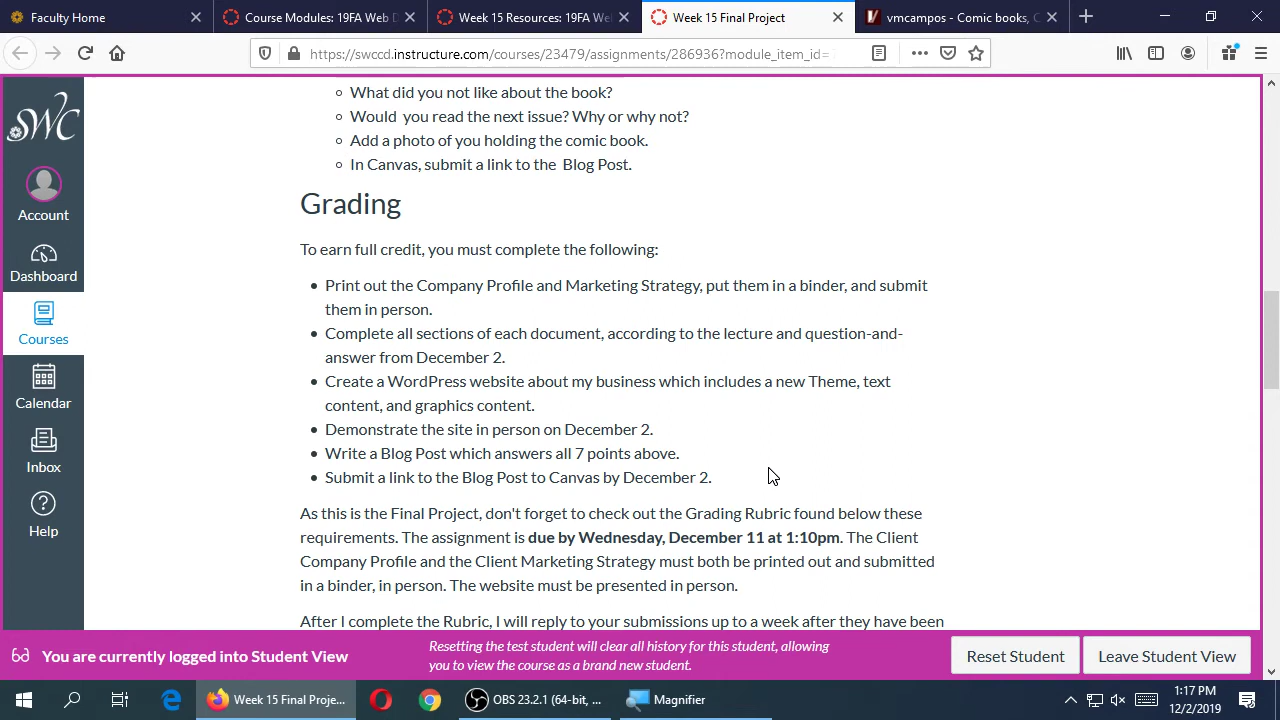 Faculty Home
Course Modules: 19FA Web D
Week 15 Resources: 19FA We
Week 15 Final Project
vmcampos - Comic books, C
https://swccd.instructure.com/courses/23479/assignments/286936?module_item_id=
SWC
Account
Dashboard
Courses
Calendar
Inbox
Help
What did you not like about the book?
Would you read the next issue? Why or why not?
Add a photo of you holding the comic book.
In Canvas, submit a link to the Blog Post.
Grading
To earn full credit, you must complete the following:
Print out the Company Profile and Marketing Strategy, put them in a binder, and submit
them in person.
Complete all sections of each document, according to the lecture and question-and-
answer from December 2.
Create a WordPress website about my business which includes a new Theme, text
content, and graphics content.
Demonstrate the site in person on December 2.
Write a Blog Post which answers all 7 points above.
Submit a link to the Blog Post to Canvas by December 2.
As this is the Final Project, don't forget to check out the Grading Rubric found below these
requirements. The assignment is due by Wednesday, December 11 at 1:10pm. The Client
Company Profile and the Client Marketing Strategy must both be printed out and submitted
in a binder, in person. The website must be presented in person.
After I complete the Rubric, I will reply to your submissions up to a week after they have been
You are currently logged into Student View
Resetting the test student will clear all history for this student, allowing
you to view the course as a brand new student.
Reset Student
Leave Student View
Week 15 Final Projec...
OBS 23.2.1 (64-bit, ...
Magnifier
1:17 PM
12/2/2019